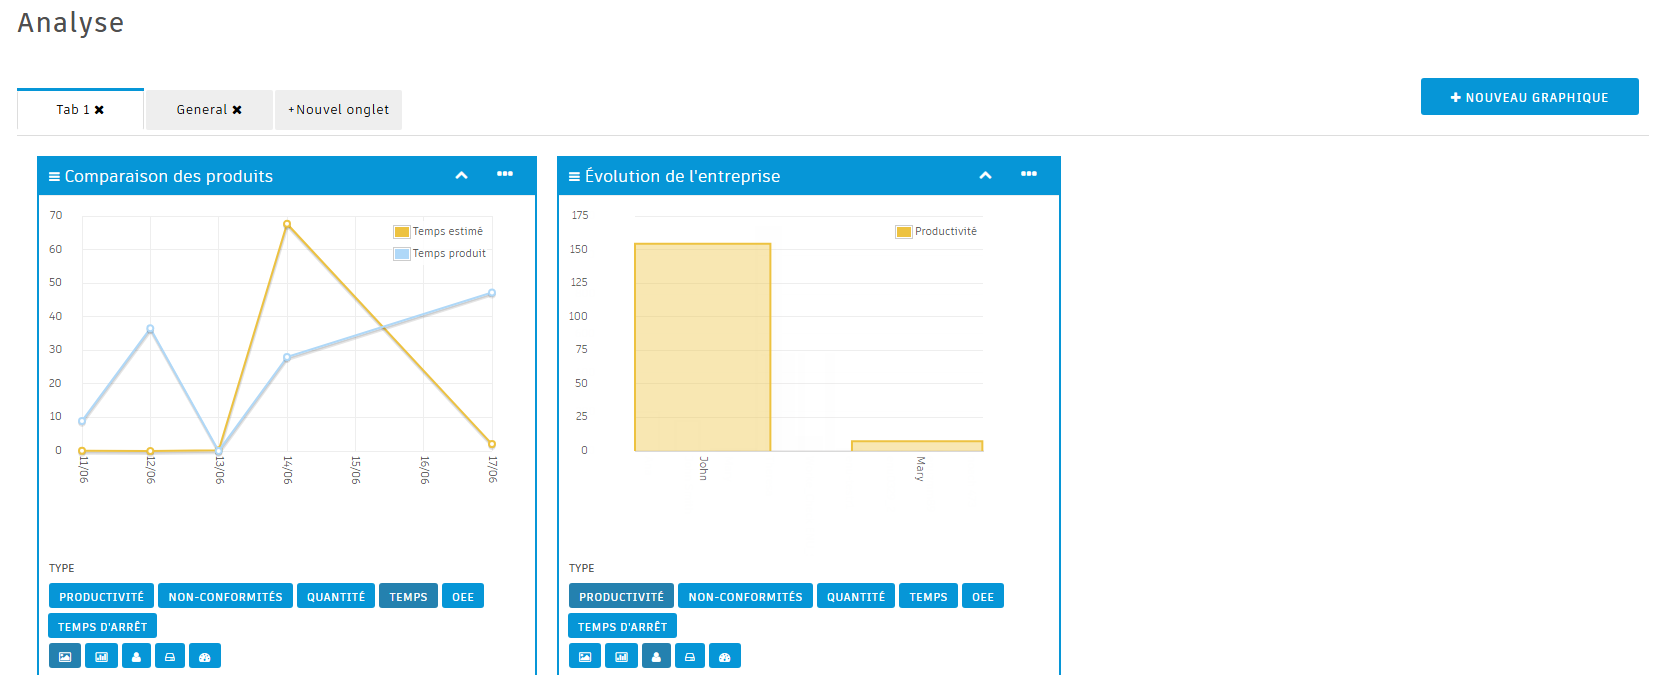 Analyse
Tab 1 ✖
General ✖
+Nouvel onglet
+ NOUVEAU GRAPHIQUE
Comparaison des produits
70
60
50
40
30
20
10
0
Temps estimé
Temps produit
11/06
12/06
13/06
14/06
15/06
16/06
17/06
TYPE
PRODUCTIVITÉ
NON-CONFORMITÉS
QUANTITÉ
TEMPS
OEE
TEMPS D'ARRÊT
Évolution de l'entreprise
175
150
125
100
75
50
25
0
Productivité
John
Mary
TYPE
PRODUCTIVITÉ
NON-CONFORMITÉS
QUANTITÉ
TEMPS
OEE
TEMPS D'ARRÊT